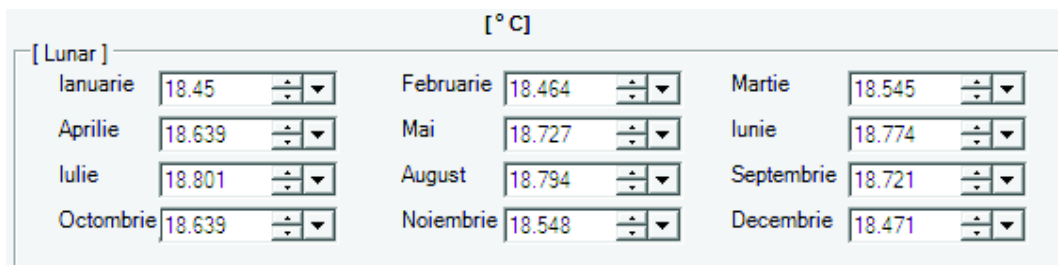 [°C]
[ Lunar ]
Ianuarie 18.45 Februarie 18.464 Martie 18.545
Aprilie 18.639 Mai 18.727 Iunie 18.774
Iulie 18.801 August 18.794 Septembrie 18.721
Octombrie 18.639 Noiembrie 18.548 Decembrie 18.471